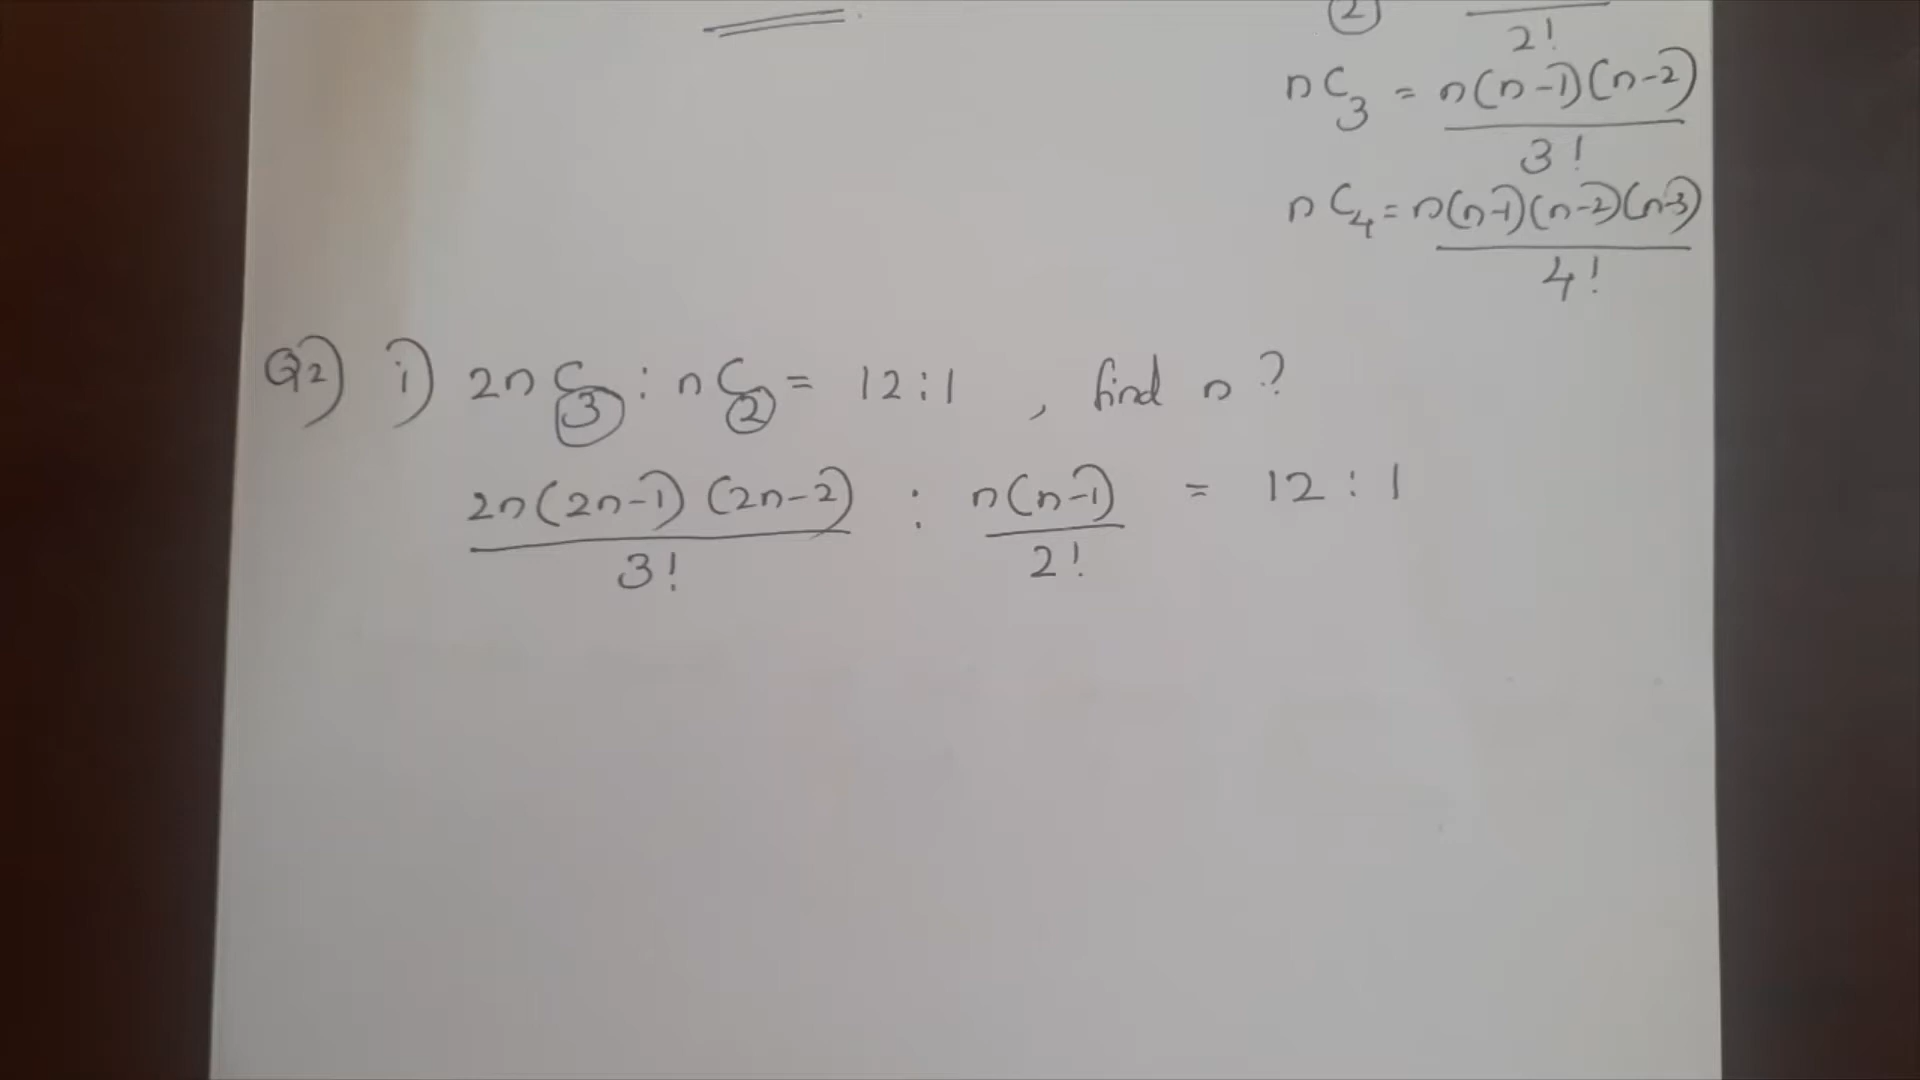 ②
2!
nC₃ = n(n-1)(n-2)
3!
nC₄ = n(n-1)(n-2)(n-3)
4!
Q2) i) 2nC₃ : nC₂ = 12:1 , find n ?
2n(2n-1)(2n-2) : n(n-1) = 12 : 1
3! 2!